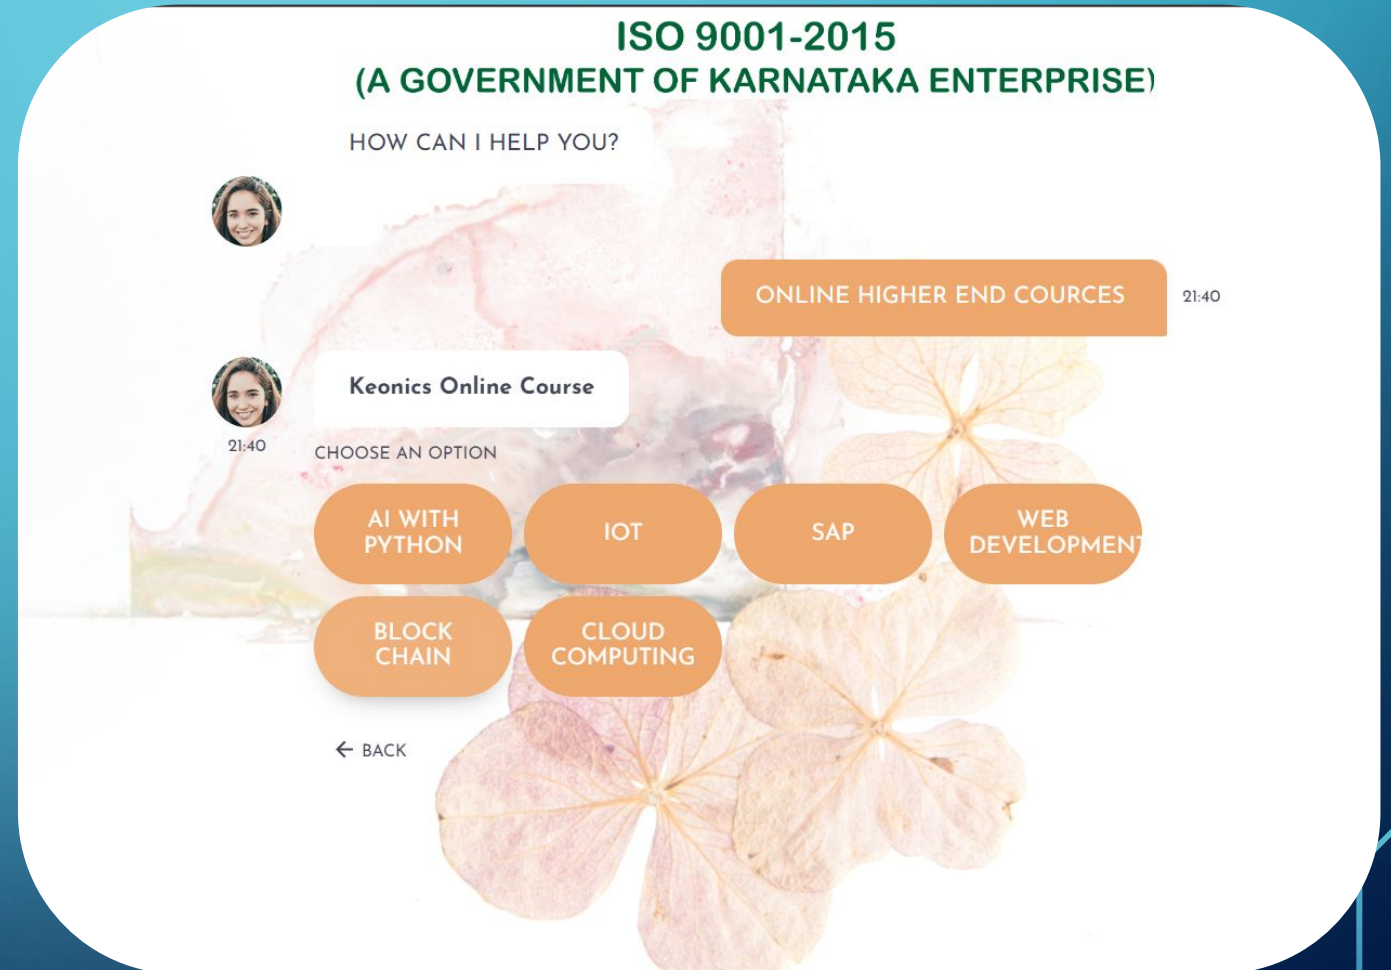 ISO 9001-2015
(A GOVERNMENT OF KARNATAKA ENTERPRISE)
HOW CAN I HELP YOU?
ONLINE HIGHER END COURCES
21:40
Keonics Online Course
21:40
CHOOSE AN OPTION
AI WITH
PYTHON
IOT
SAP
WEB
DEVELOPMENT
BLOCK
CHAIN
CLOUD
COMPUTING
← BACK